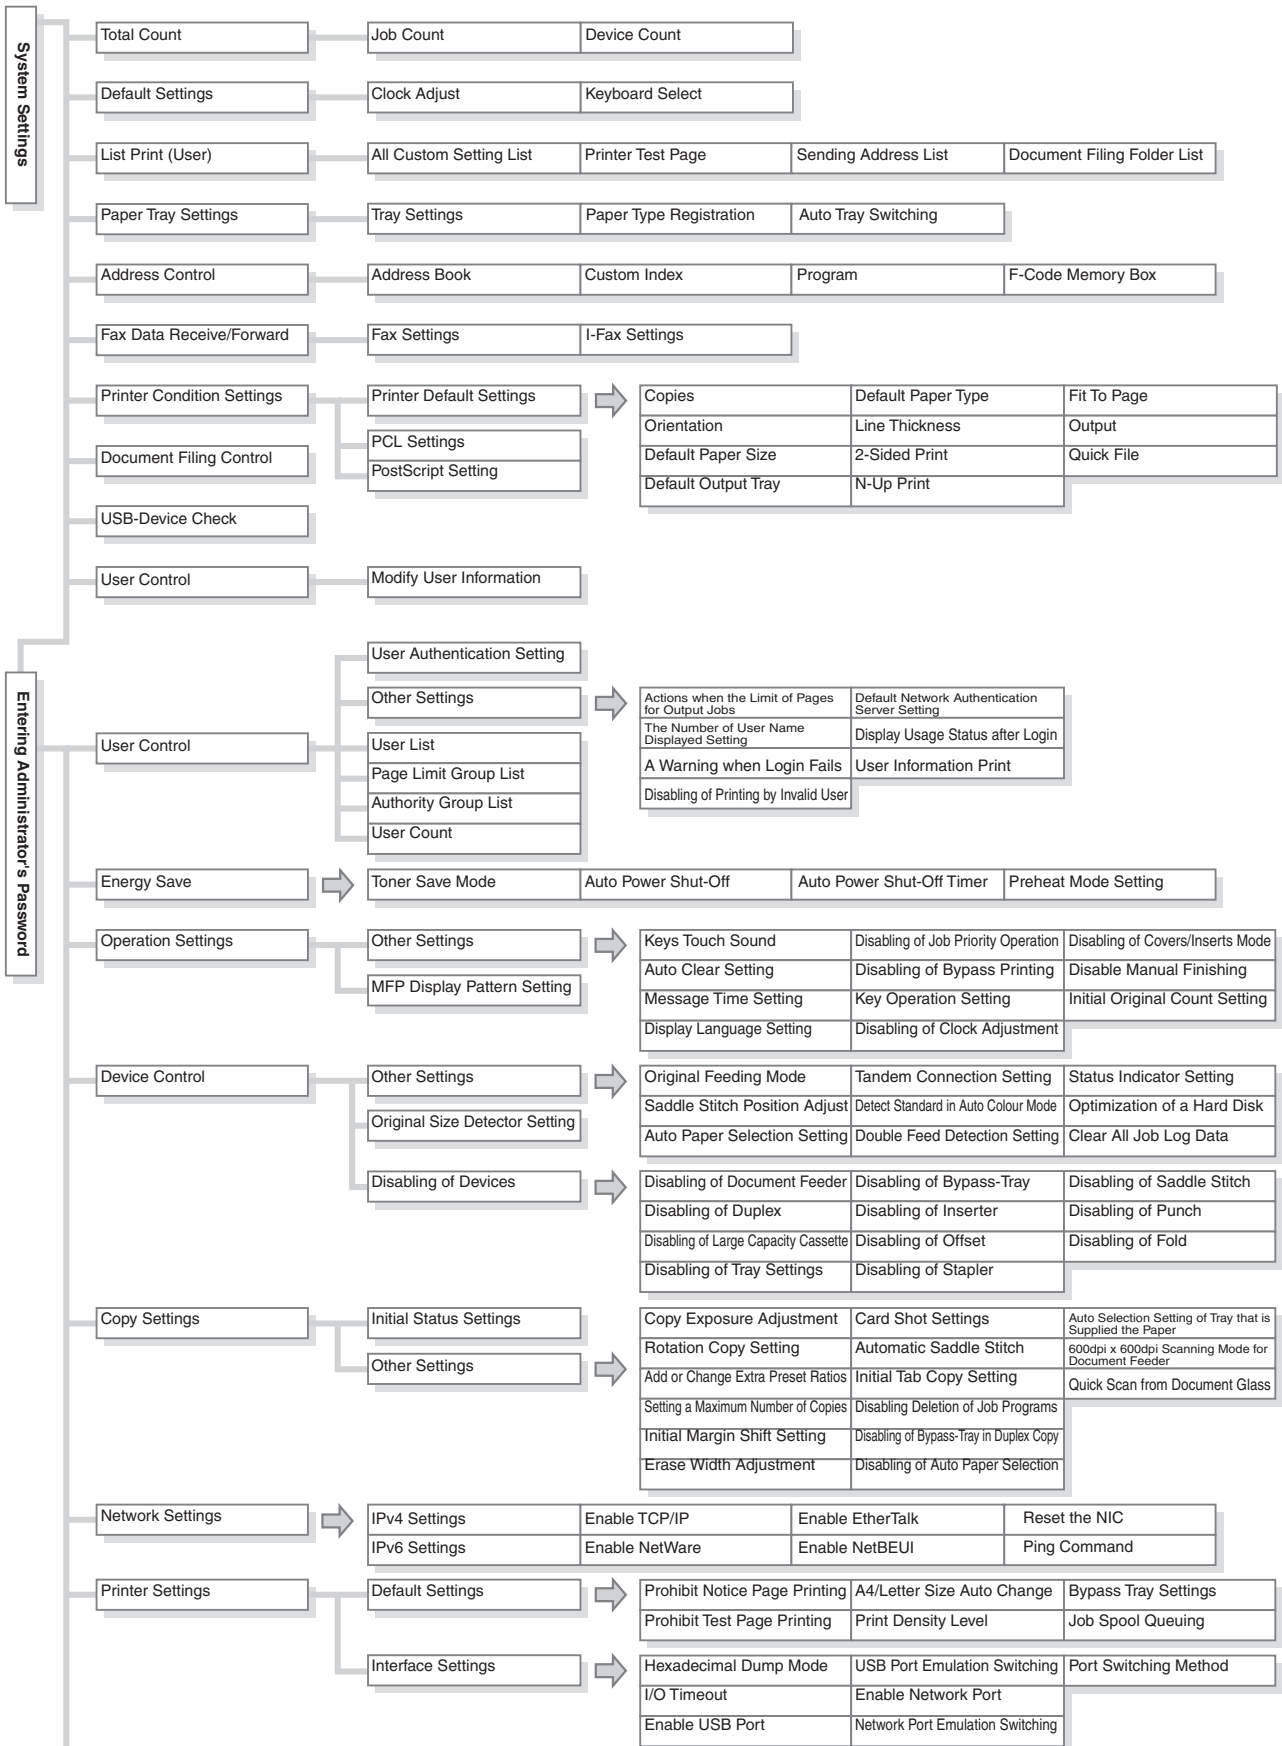 System Settings
Total Count
Job Count
Device Count
Default Settings
Clock Adjust
Keyboard Select
List Print (User)
All Custom Setting List
Printer Test Page
Sending Address List
Document Filing Folder List
Paper Tray Settings
Tray Settings
Paper Type Registration
Auto Tray Switching
Address Control
Address Book
Custom Index
Program
F-Code Memory Box
Fax Data Receive/Forward
Fax Settings
I-Fax Settings
Printer Condition Settings
Printer Default Settings
Copies
Default Paper Type
Fit To Page
Orientation
Line Thickness
Output
Default Paper Size
2-Sided Print
Quick File
Default Output Tray
N-Up Print
PCL Settings
PostScript Setting
Document Filing Control
USB-Device Check
User Control
Modify User Information
Entering Administrator's Password
User Control
User Authentication Setting
Other Settings
Actions when the Limit of Pages
for Output Jobs
Default Network Authentication
Server Setting
The Number of User Name
Displayed Setting
Display Usage Status after Login
A Warning when Login Fails
User Information Print
Disabling of Printing by Invalid User
User List
Page Limit Group List
Authority Group List
User Count
Energy Save
Toner Save Mode
Auto Power Shut-Off
Auto Power Shut-Off Timer
Preheat Mode Setting
Operation Settings
Other Settings
Keys Touch Sound
Disabling of Job Priority Operation
Disabling of Covers/Inserts Mode
Auto Clear Setting
Disabling of Bypass Printing
Disable Manual Finishing
Message Time Setting
Key Operation Setting
Initial Original Count Setting
Display Language Setting
Disabling of Clock Adjustment
MFP Display Pattern Setting
Device Control
Other Settings
Original Feeding Mode
Tandem Connection Setting
Status Indicator Setting
Saddle Stitch Position Adjust
Detect Standard in Auto Colour Mode
Optimization of a Hard Disk
Auto Paper Selection Setting
Double Feed Detection Setting
Clear All Job Log Data
Original Size Detector Setting
Disabling of Devices
Disabling of Document Feeder
Disabling of Bypass-Tray
Disabling of Saddle Stitch
Disabling of Duplex
Disabling of Inserter
Disabling of Punch
Disabling of Large Capacity Cassette
Disabling of Offset
Disabling of Fold
Disabling of Tray Settings
Disabling of Stapler
Copy Settings
Initial Status Settings
Other Settings
Copy Exposure Adjustment
Card Shot Settings
Auto Selection Setting of Tray that is
Supplied the Paper
Rotation Copy Setting
Automatic Saddle Stitch
600dpi x 600dpi Scanning Mode for
Document Feeder
Add or Change Extra Preset Ratios
Initial Tab Copy Setting
Quick Scan from Document Glass
Setting a Maximum Number of Copies
Disabling Deletion of Job Programs
Initial Margin Shift Setting
Disabling of Bypass-Tray in Duplex Copy
Erase Width Adjustment
Disabling of Auto Paper Selection
Network Settings
IPv4 Settings
Enable TCP/IP
Enable EtherTalk
Reset the NIC
IPv6 Settings
Enable NetWare
Enable NetBEUI
Ping Command
Printer Settings
Default Settings
Prohibit Notice Page Printing
A4/Letter Size Auto Change
Bypass Tray Settings
Prohibit Test Page Printing
Print Density Level
Job Spool Queuing
Interface Settings
Hexadecimal Dump Mode
USB Port Emulation Switching
Port Switching Method
I/O Timeout
Enable Network Port
Enable USB Port
Network Port Emulation Switching